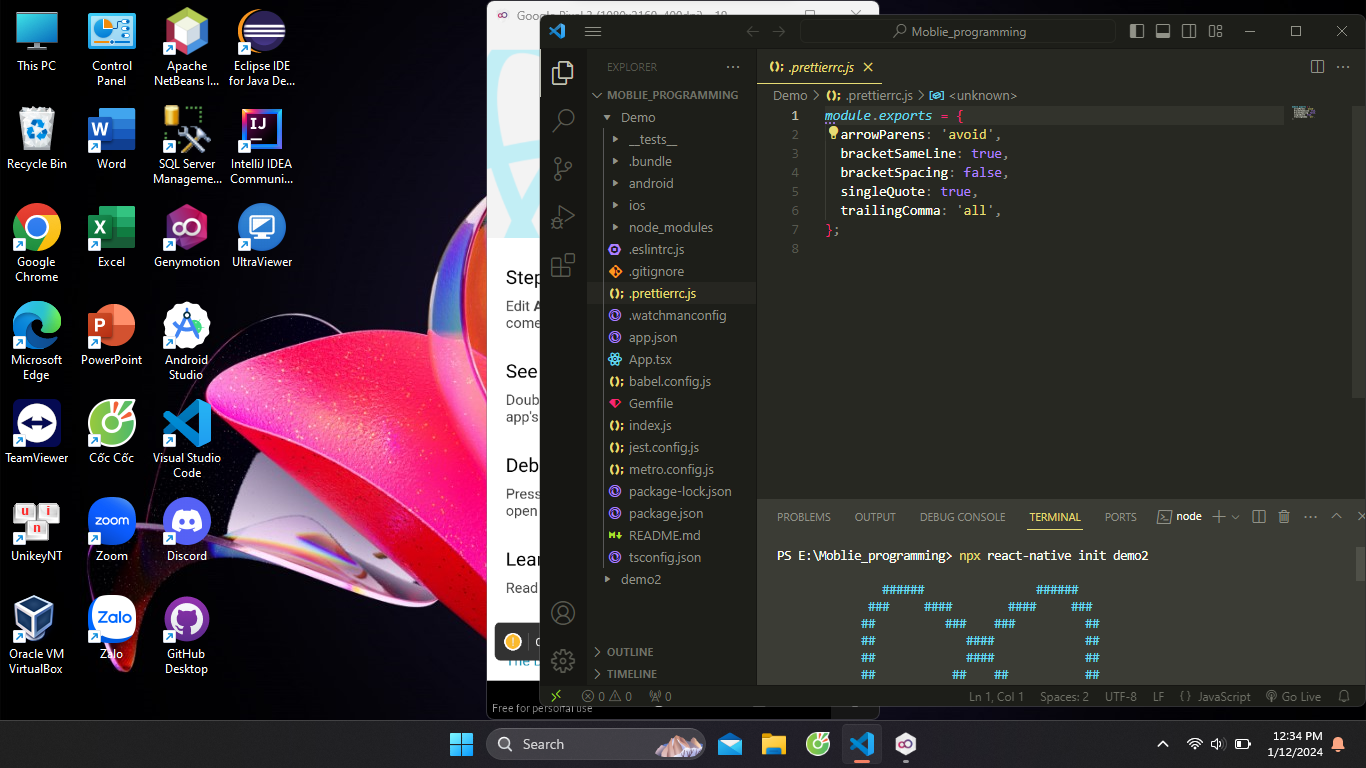 This PC
Control
Panel
Apache
NetBeans I...
Eclipse IDE
for Java De...
Recycle Bin
Word
SQL Server
Manageme...
IntelliJ IDEA
Communi...
Google
Chrome
Excel
Genymotion
UltraViewer
Microsoft
Edge
PowerPoint
Android
Studio
TeamViewer
Cốc Cốc
Visual Studio
Code
UnikeyNT
Zoom
Discord
Oracle VM
VirtualBox
Zalo
GitHub
Desktop
Step
Edit A
come
See
Doub
app's
Deb
Press
open
Lear
Read
Free for personal use
Moblie_programming
EXPLORER
MOBLIE_PROGRAMMING
Demo
__tests__
.bundle
android
ios
node_modules
.eslintrc.js
.gitignore
.prettierrc.js
.watchmanconfig
app.json
App.tsx
babel.config.js
Gemfile
index.js
jest.config.js
metro.config.js
package-lock.json
package.json
README.md
tsconfig.json
demo2
OUTLINE
TIMELINE
.prettierrc.js
Demo > .prettierrc.js > <unknown>
1 module.exports = {
2 arrowParens: 'avoid',
3 bracketSameLine: true,
4 bracketSpacing: false,
5 singleQuote: true,
6 trailingComma: 'all',
7 };
8
PROBLEMS OUTPUT DEBUG CONSOLE TERMINAL PORTS node
PS E:\Moblie_programming> npx react-native init demo2
###### ######
### #### #### ###
## ### ### ##
## #### ##
## #### ##
## ## ## ##
0 0 0 Ln 1, Col 1 Spaces: 2 UTF-8 LF {} JavaScript Go Live
Search
12:34 PM
1/12/2024